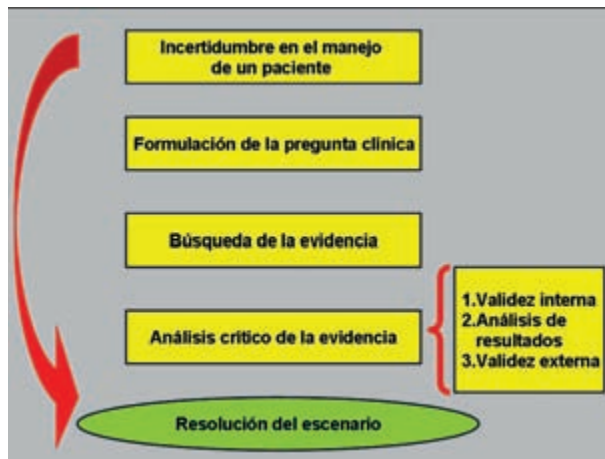 Incertidumbre en el manejo
de un paciente
Formulación de la pregunta clínica
Búsqueda de la evidencia
Análisis critico de la evidencia
1.Validez interna
2.Análisis de
resultados
3.Validez externa
Resolución del escenario